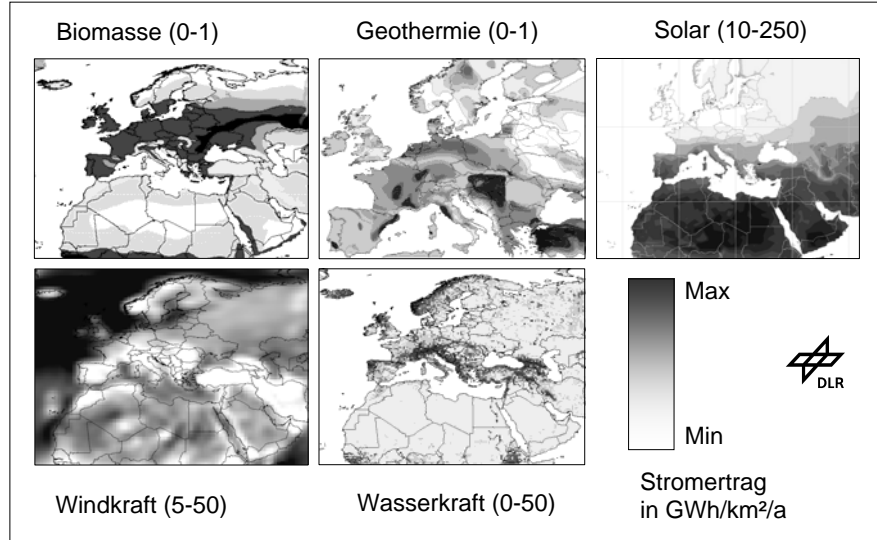 Biomasse (0-1)
Geothermie (0-1)
Solar (10-250)
Max
Min
DLR
Windkraft (5-50)
Wasserkraft (0-50)
Stromertrag
in GWh/km²/a